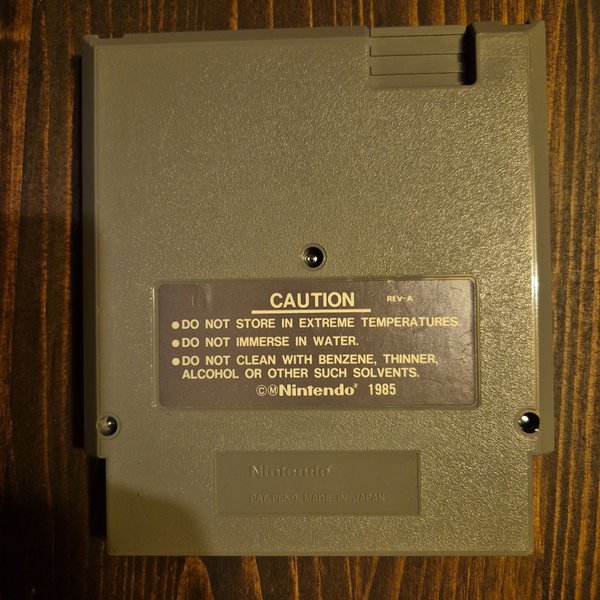 CAUTION REV-A
●DO NOT STORE IN EXTREME TEMPERATURES.
●DO NOT IMMERSE IN WATER.
●DO NOT CLEAN WITH BENZENE, THINNER,
ALCOHOL OR OTHER SUCH SOLVENTS.
©Ⓜ Nintendo® 1985
Nintendo®
PAT.PEND. MADE IN JAPAN